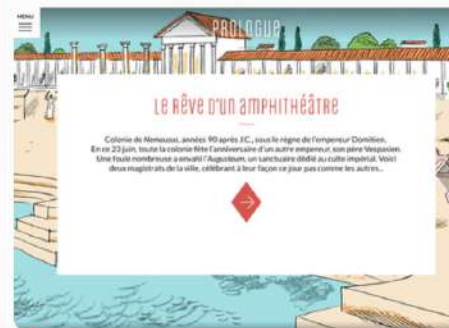 MENU
PROLOGUE
Le rêve d'un amphithéâtre
Colonie de Nemausus, années 90 après J.C., sous le règne de l'empereur Domitien.
En ce 23 juin, toute la colonie fête l'anniversaire d'un autre empereur, son père Vespasien.
Une foule nombreuse a envahi l'Augusteum, un sanctuaire dédié au culte impérial. Voici
deux magistrats de la ville, célébrant à leur façon ce jour pas comme les autres...